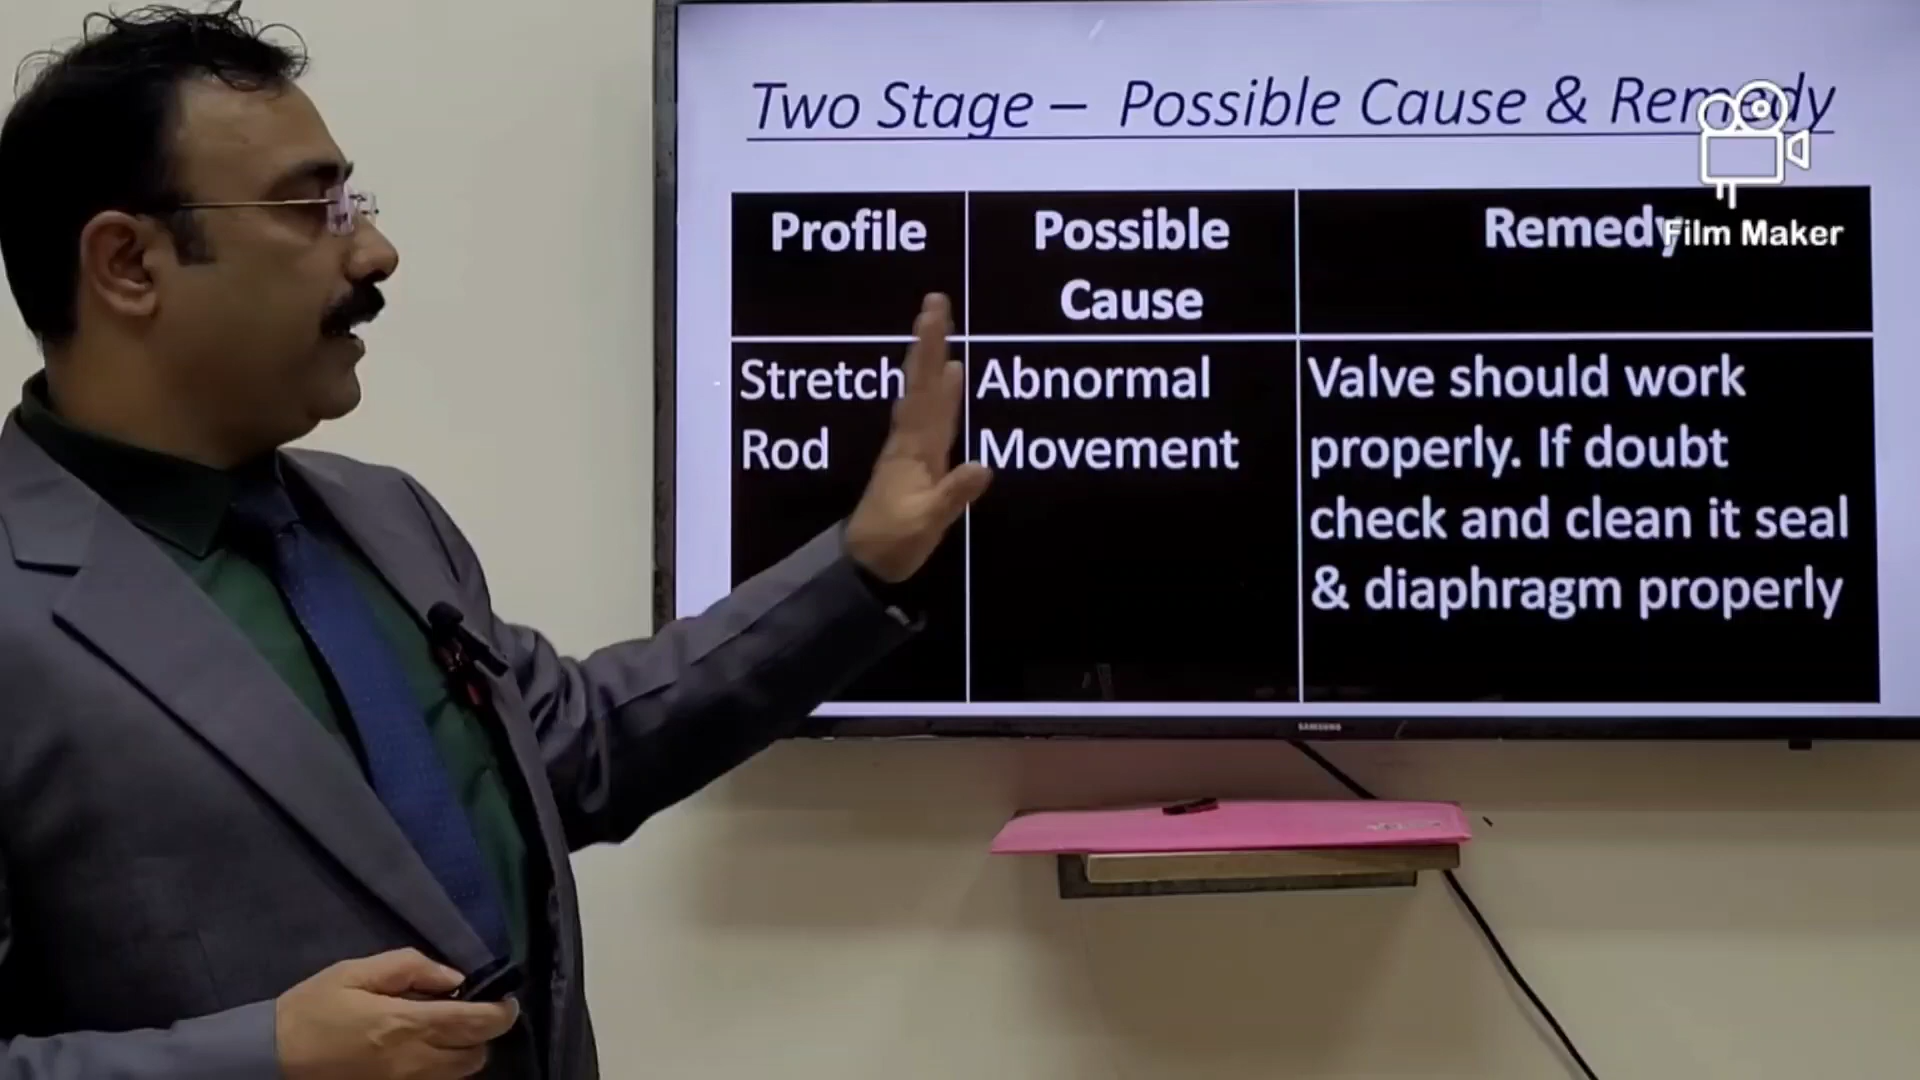 Two Stage – Possible Cause & Remedy
Film Maker
Profile
Possible
Cause
Remedy
Stretch
Rod
Abnormal
Movement
Valve should work
properly. If doubt
check and clean it seal
& diaphragm properly
SAMSUNG